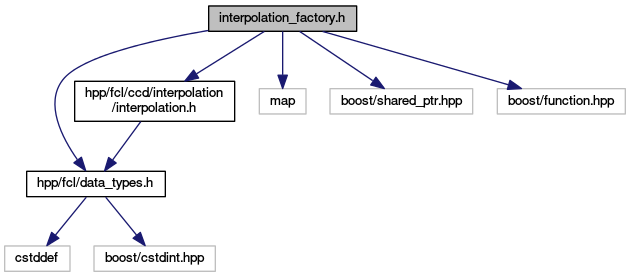 interpolation_factory.h
hpp/fcl/ccd/interpolation
/interpolation.h
map
boost/shared_ptr.hpp
boost/function.hpp
hpp/fcl/data_types.h
cstddef
boost/cstdint.hpp